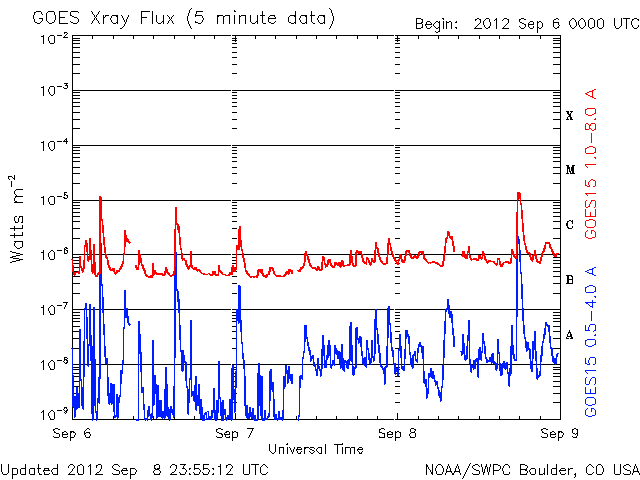 GOES Xray Flux (5 minute data)
Begin: 2012 Sep 6 0000 UTC
10-2
10-3
10-4
10-5
10-6
10-7
10-8
10-9
Watts m-2
X
M
C
B
A
GOES15 1.0-8.0 A
GOES15 0.5-4.0 A
Sep 6
Sep 7
Sep 8
Sep 9
Universal Time
Updated 2012 Sep 8 23:55:12 UTC
NOAA/SWPC Boulder, CO USA